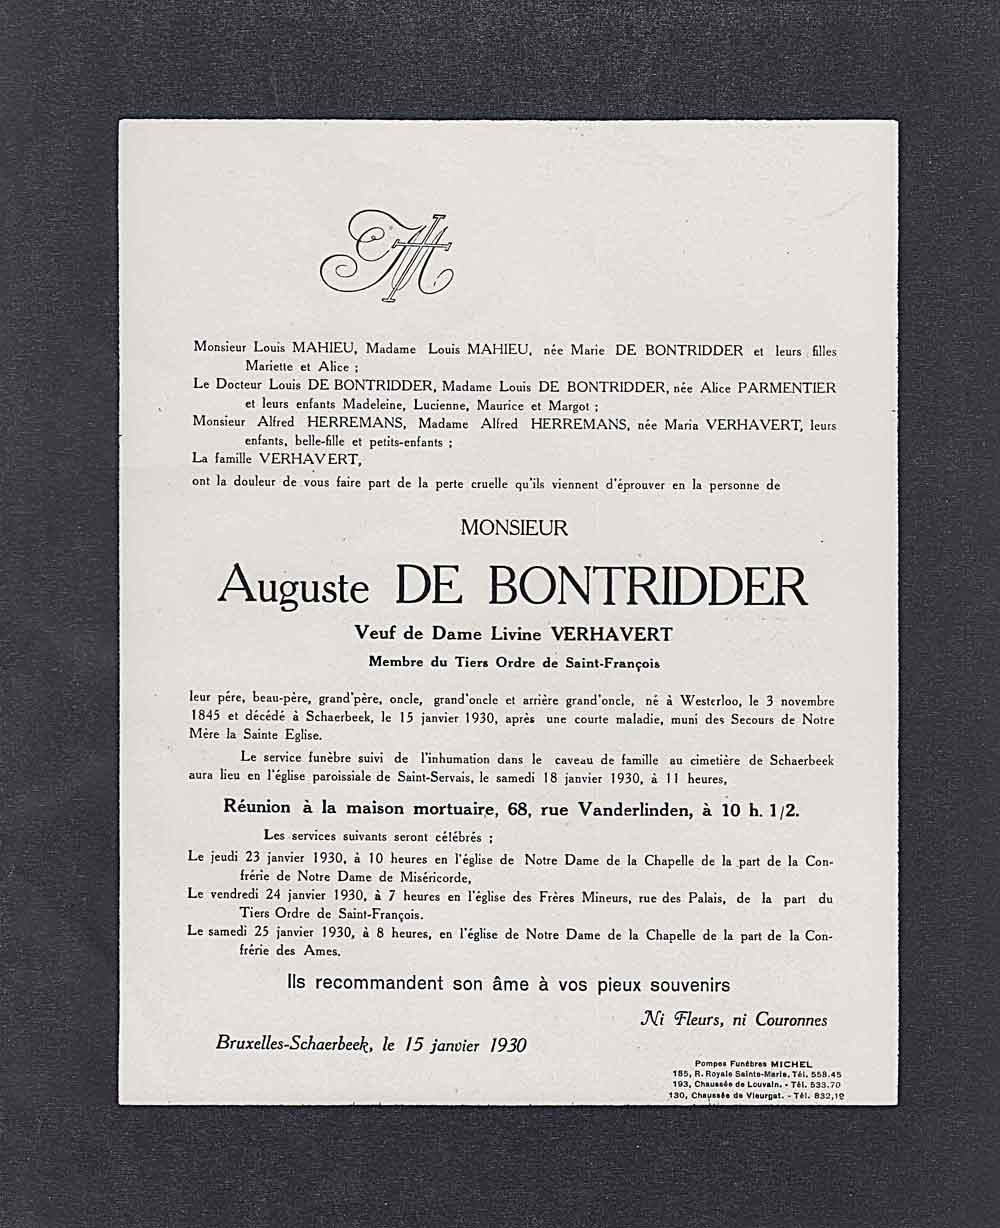 Monsieur Louis MAHIEU, Madame Louis MAHIEU, née Marie DE BONTRIDDER et leurs filles
Mariette et Alice ;
Le Docteur Louis DE BONTRIDDER, Madame Louis DE BONTRIDDER, née Alice PARMENTIER
et leurs enfants Madeleine, Lucienne, Maurice et Margot ;
Monsieur Alfred HERREMANS, Madame Alfred HERREMANS, née Maria VERHAVERT, leurs
enfants, belle-fille et petits-enfants ;
La famille VERHAVERT,
ont la douleur de vous faire part de la perte cruelle qu'ils viennent d'éprouver en la personne de
MONSIEUR
Auguste DE BONTRIDDER
Veuf de Dame Livine VERHAVERT
Membre du Tiers Ordre de Saint-François
leur pére, beau-père, grand'père, oncle, grand'oncle et arrière grand'oncle, né à Westerloo, le 3 novembre
1845 et décédé à Schaerbeek, le 15 janvier 1930, après une courte maladie, muni des Secours de Notre
Mère la Sainte Eglise.
Le service funèbre suivi de l'inhumation dans le caveau de famille au cimetière de Schaerbeek
aura lieu en l'église paroissiale de Saint-Servais, le samedi 18 janvier 1930, à 11 heures,
Réunion à la maison mortuaire, 68, rue Vanderlinden, à 10 h. 1/2.
Les services suivants seront célébrés ;
Le jeudi 23 janvier 1930, à 10 heures en l'église de Notre Dame de la Chapelle de la part de la Con-
frérie de Notre Dame de Miséricorde,
Le vendredi 24 janvier 1930, à 7 heures en l'église des Frères Mineurs, rue des Palais, de la part du
Tiers Ordre de Saint-François.
Le samedi 25 janvier 1930, à 8 heures, en l'église de Notre Dame de la Chapelle de la part de la Con-
frérie des Ames.
Ils recommandent son âme à vos pieux souvenirs
Ni Fleurs, ni Couronnes
Bruxelles-Schaerbeek, le 15 janvier 1930
Pompes Funèbres MICHEL
185, R. Royale Sainte-Marie. Tél. 558.45
193, Chaussée de Louvain. - Tél. 533.70
130, Chaussée de Vleurgat. - Tél. 832,19